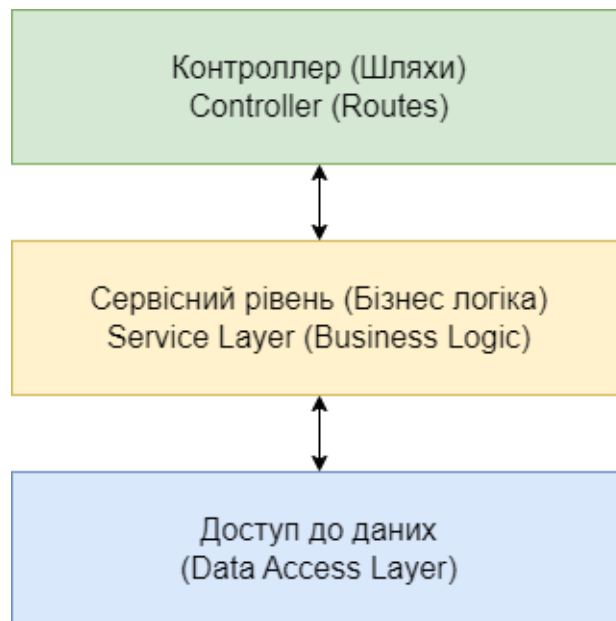 Контроллер (Шляхи)
Controller (Routes)
Сервісний рівень (Бізнес логіка)
Service Layer (Business Logic)
Доступ до даних
(Data Access Layer)